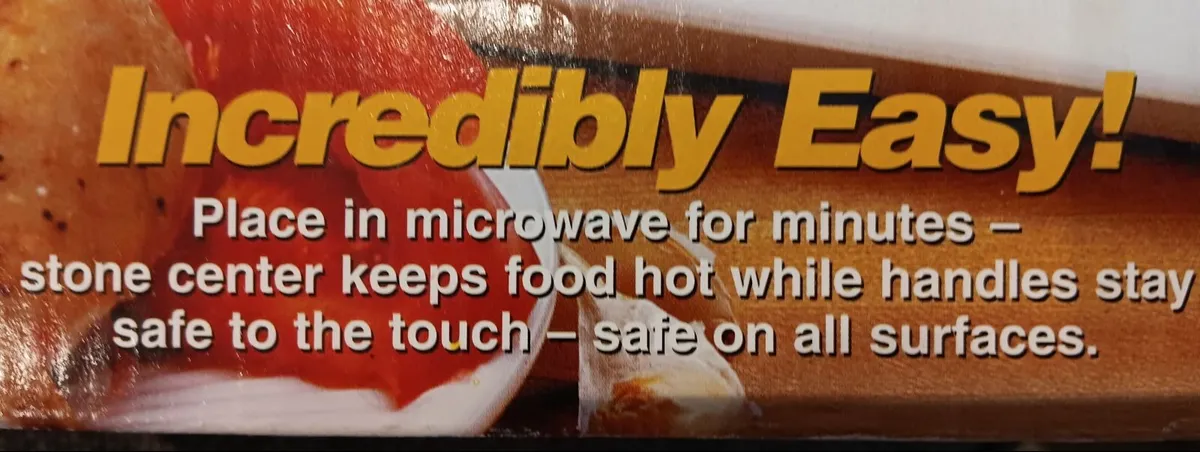 Incredibly Easy!
Place in microwave for minutes –
stone center keeps food hot while handles stay
safe to the touch – safe on all surfaces.